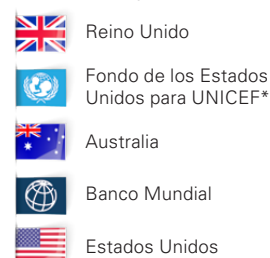 Reino Unido
Fondo de los Estados
Unidos para UNICEF*
Australia
Banco Mundial
Estados Unidos